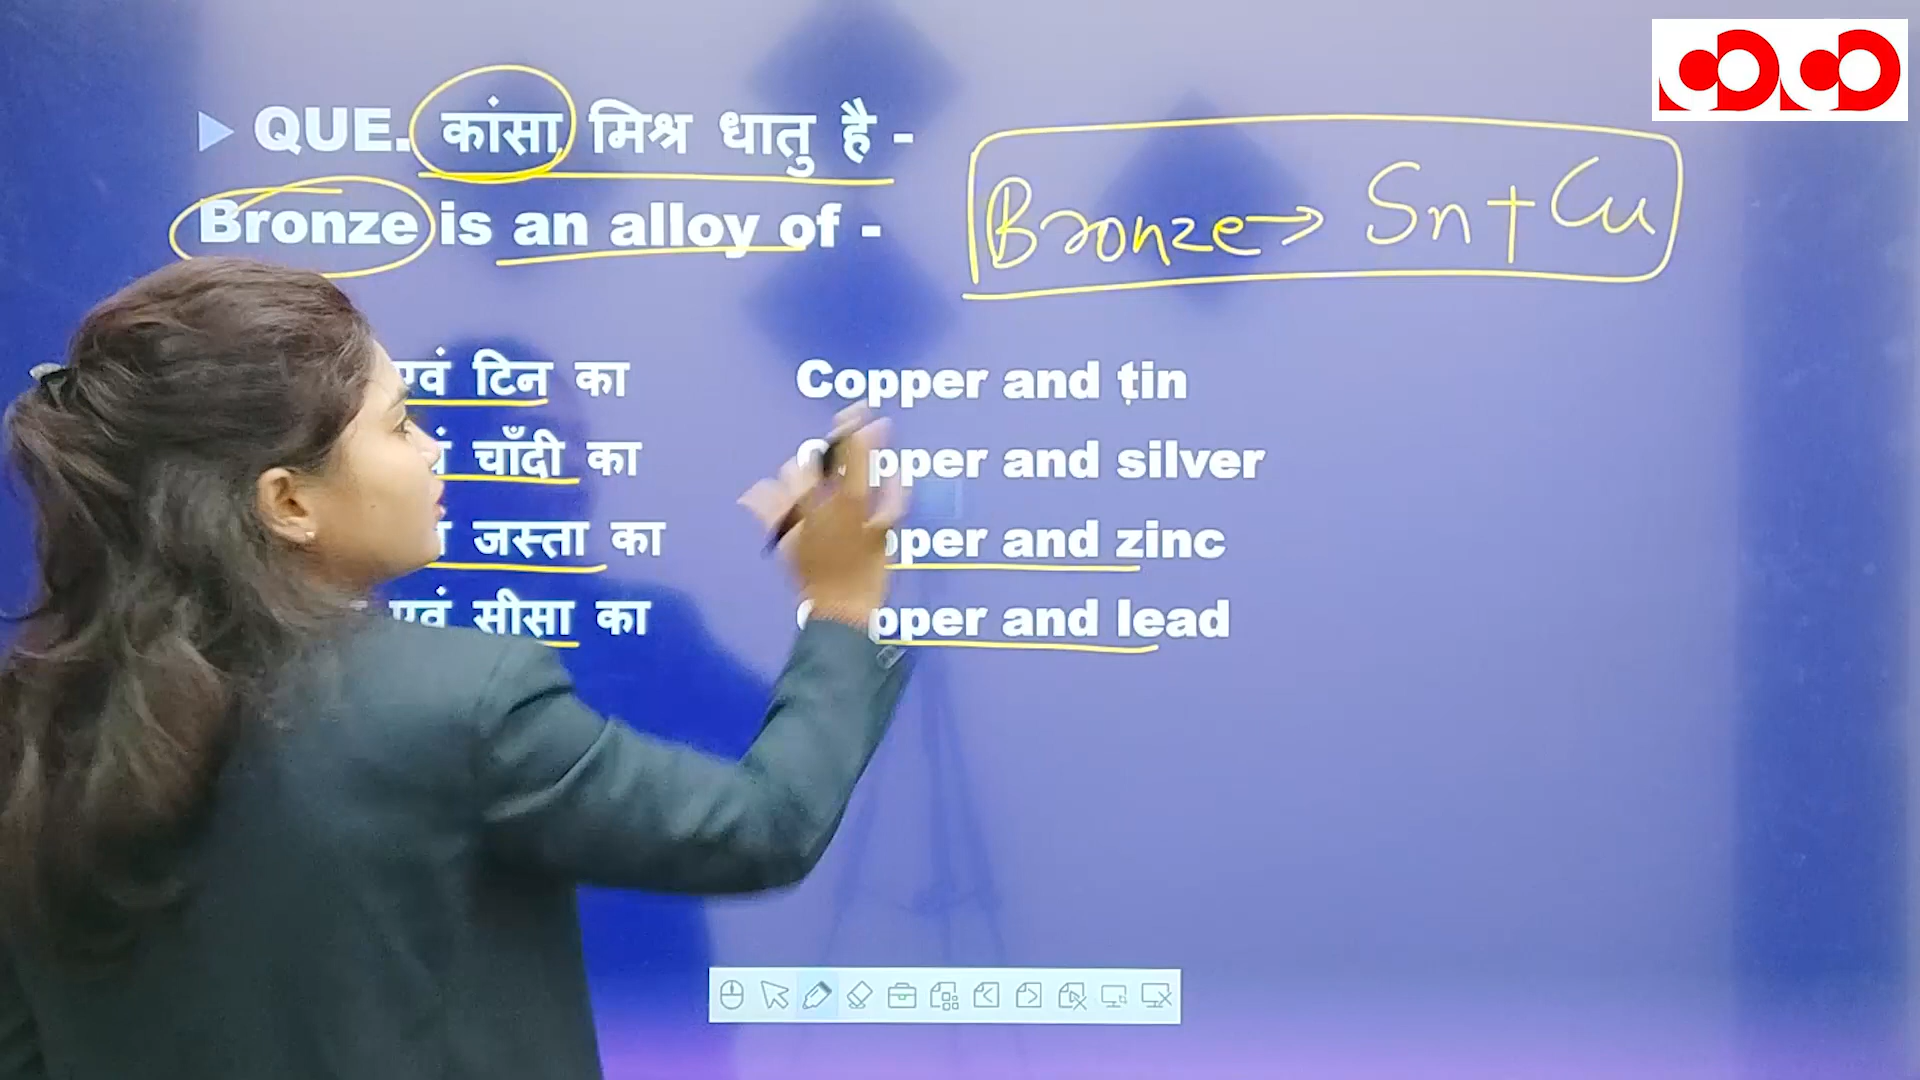 QUE. कांसा मिश्र धातु है -
Bronze is an alloy of -
Bronze → Sn + Cu
एवं टिन का
Copper and tin
चाँदी का
Copper and silver
जस्ता का
pper and zinc
एवं सीसा का
pper and lead